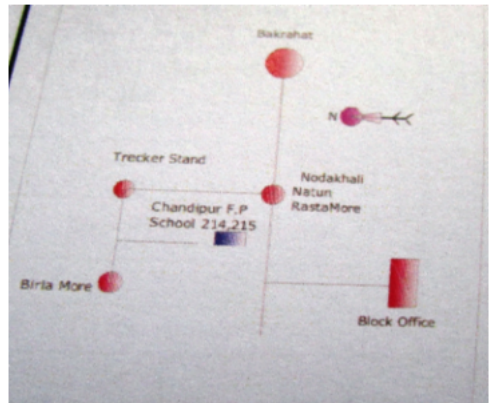 Bakrahat
N
Trecker Stand
Nodakhali
Natun
RastaMore
Chandipur F.P
School 214,215
Birla More
Block Office